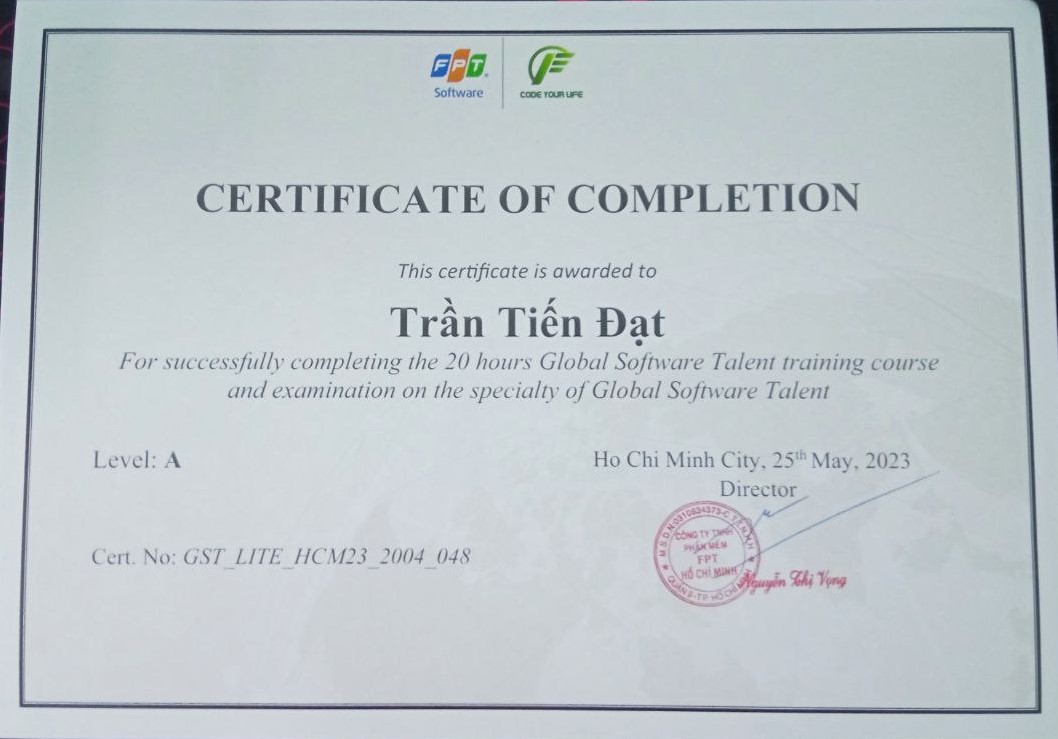 FPT
Software
CODE YOUR LIFE
CERTIFICATE OF COMPLETION
This certificate is awarded to
Trần Tiến Đạt
For successfully completing the 20 hours Global Software Talent training course
and examination on the specialty of Global Software Talent
Level: A
Ho Chi Minh City, 25th May, 2023
Director
Cert. No: GST_LITE_HCM23_2004_048
CÔNG TY TNHH
PHẦN MỀM
FPT
HỒ CHÍ MINH
Nguyễn Thị Vọng